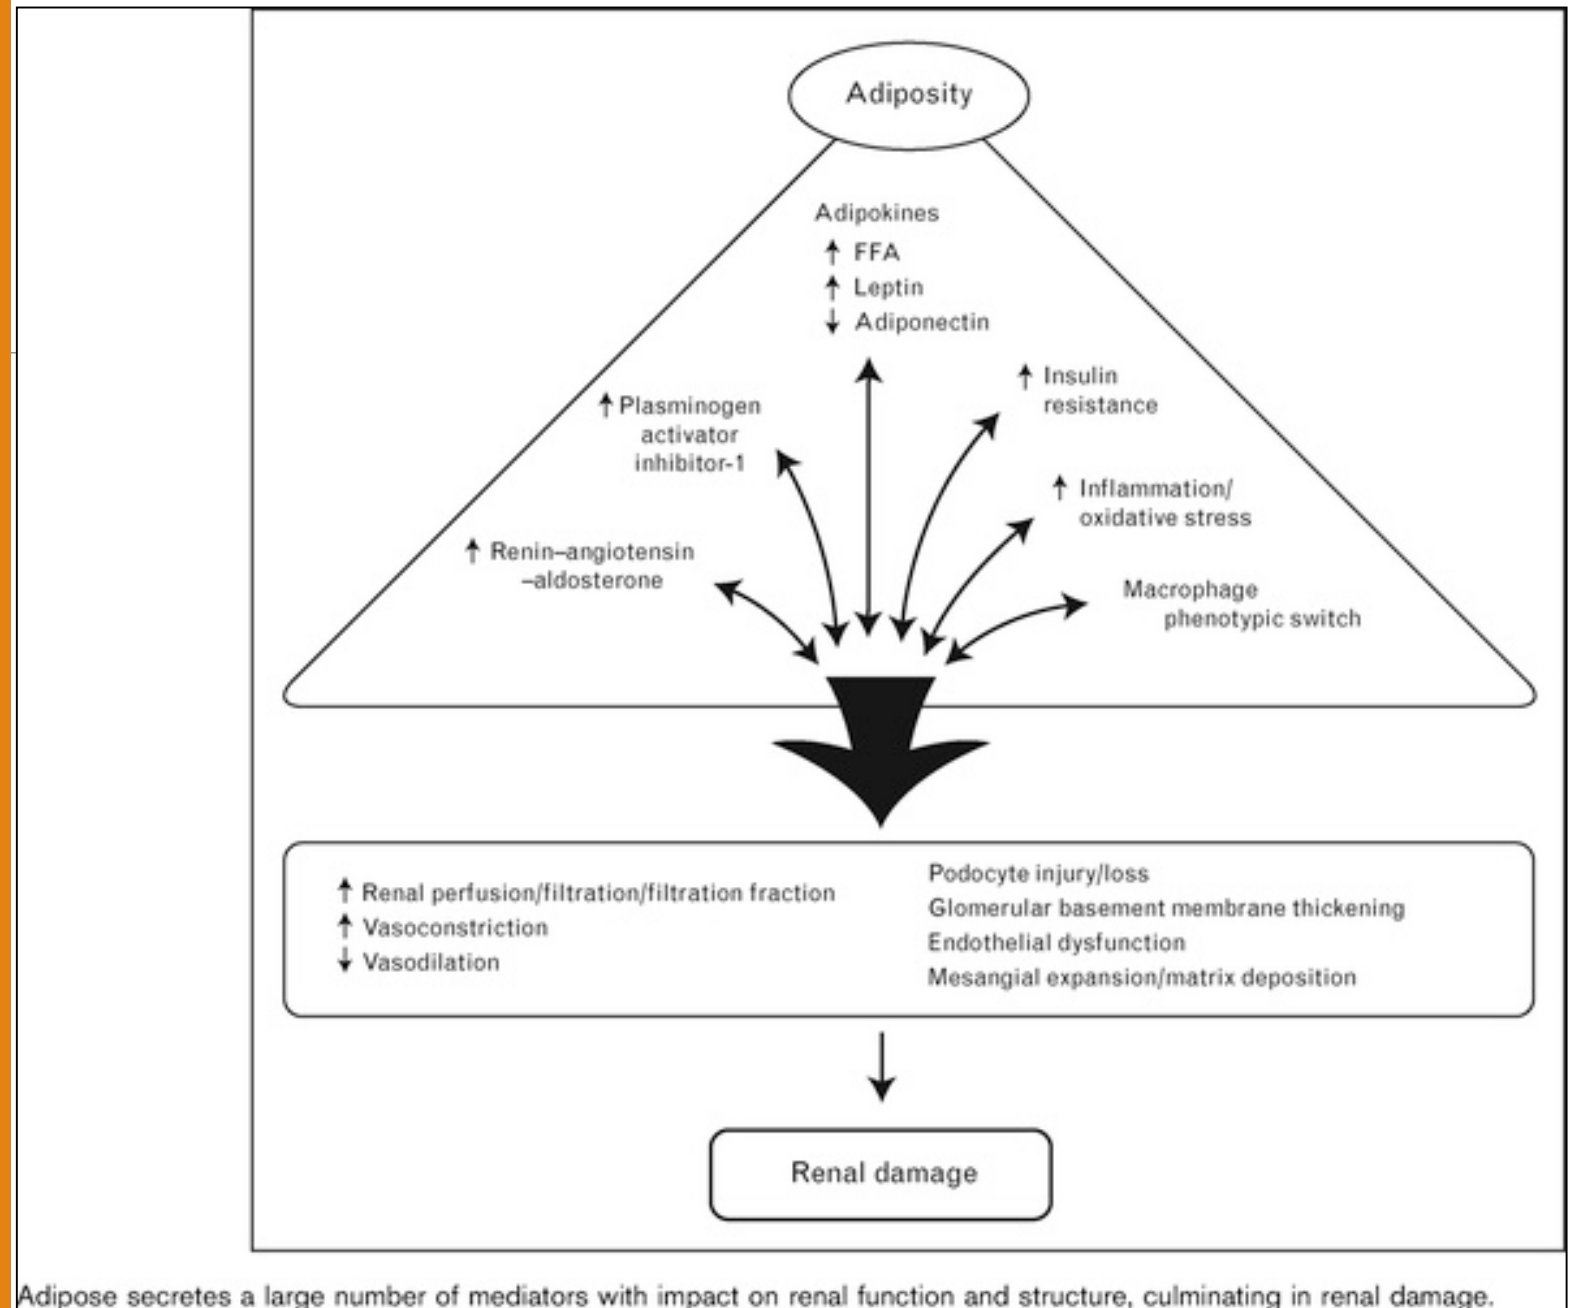 Adiposity
Adipokines
↑ FFA
↑ Leptin
↓ Adiponectin
↑ Insulin
resistance
↑ Plasminogen
activator
inhibitor-1
↑ Inflammation/
oxidative stress
↑ Renin–angiotensin
–aldosterone
Macrophage
phenotypic switch
↑ Renal perfusion/filtration/filtration fraction
↑ Vasoconstriction
↓ Vasodilation
Podocyte injury/loss
Glomerular basement membrane thickening
Endothelial dysfunction
Mesangial expansion/matrix deposition
Renal damage
Adipose secretes a large number of mediators with impact on renal function and structure, culminating in renal damage.